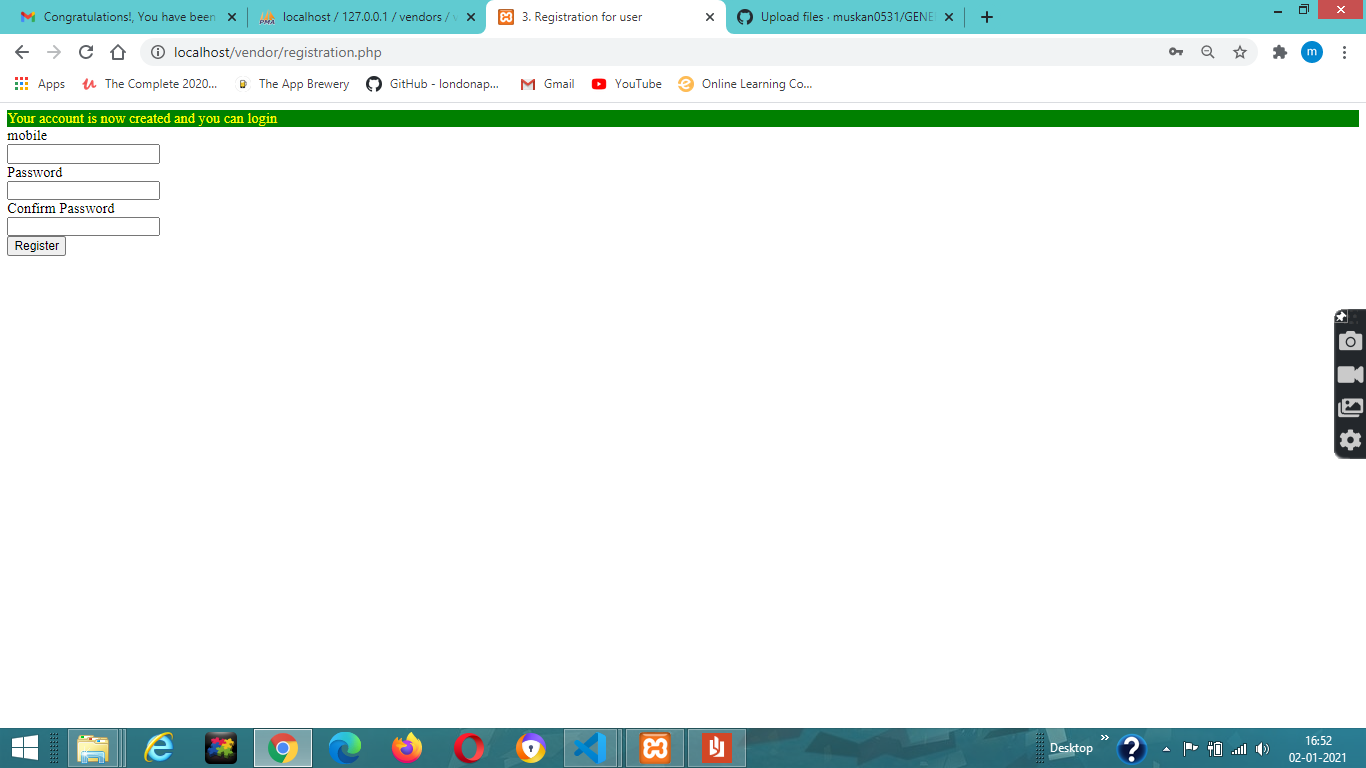 Congratulations!, You have been
localhost / 127.0.0.1 / vendors / v
3. Registration for user
Upload files · muskan0531/GENE
localhost/vendor/registration.php
m
Apps
The Complete 2020...
The App Brewery
GitHub - londonap...
Gmail
YouTube
Online Learning Co...
Your account is now created and you can login
mobile
Password
Confirm Password
Register
Desktop
16:52
02-01-2021